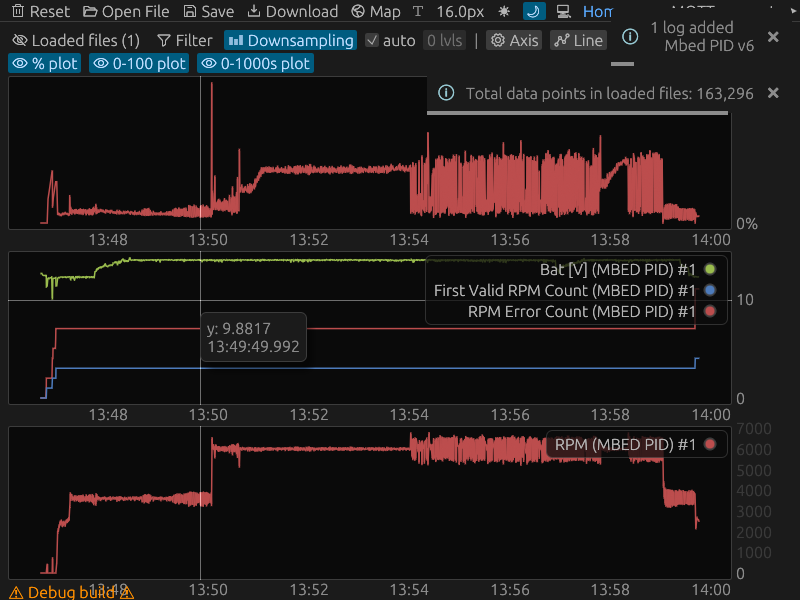 Reset Open File Save Download Map T 16.0px Hom
Loaded files (1) Filter Downsampling auto 0 lvls | Axis Line
1 log added
Mbed PID v6
% plot 0-100 plot 0-1000s plot
Total data points in loaded files: 163,296
0%
13:48 13:50 13:52 13:54 13:56 13:58 14:00
Bat [V] (MBED PID) #1
First Valid RPM Count (MBED PID) #1
RPM Error Count (MBED PID) #1
10
y: 9.8817
13:49:49.992
0
13:48 13:50 13:52 13:54 13:56 13:58 14:00
RPM (MBED PID) #1
7000
6000
5000
4000
3000
2000
1000
0
13:48 13:50 13:52 13:54 13:56 13:58 14:00
Debug build